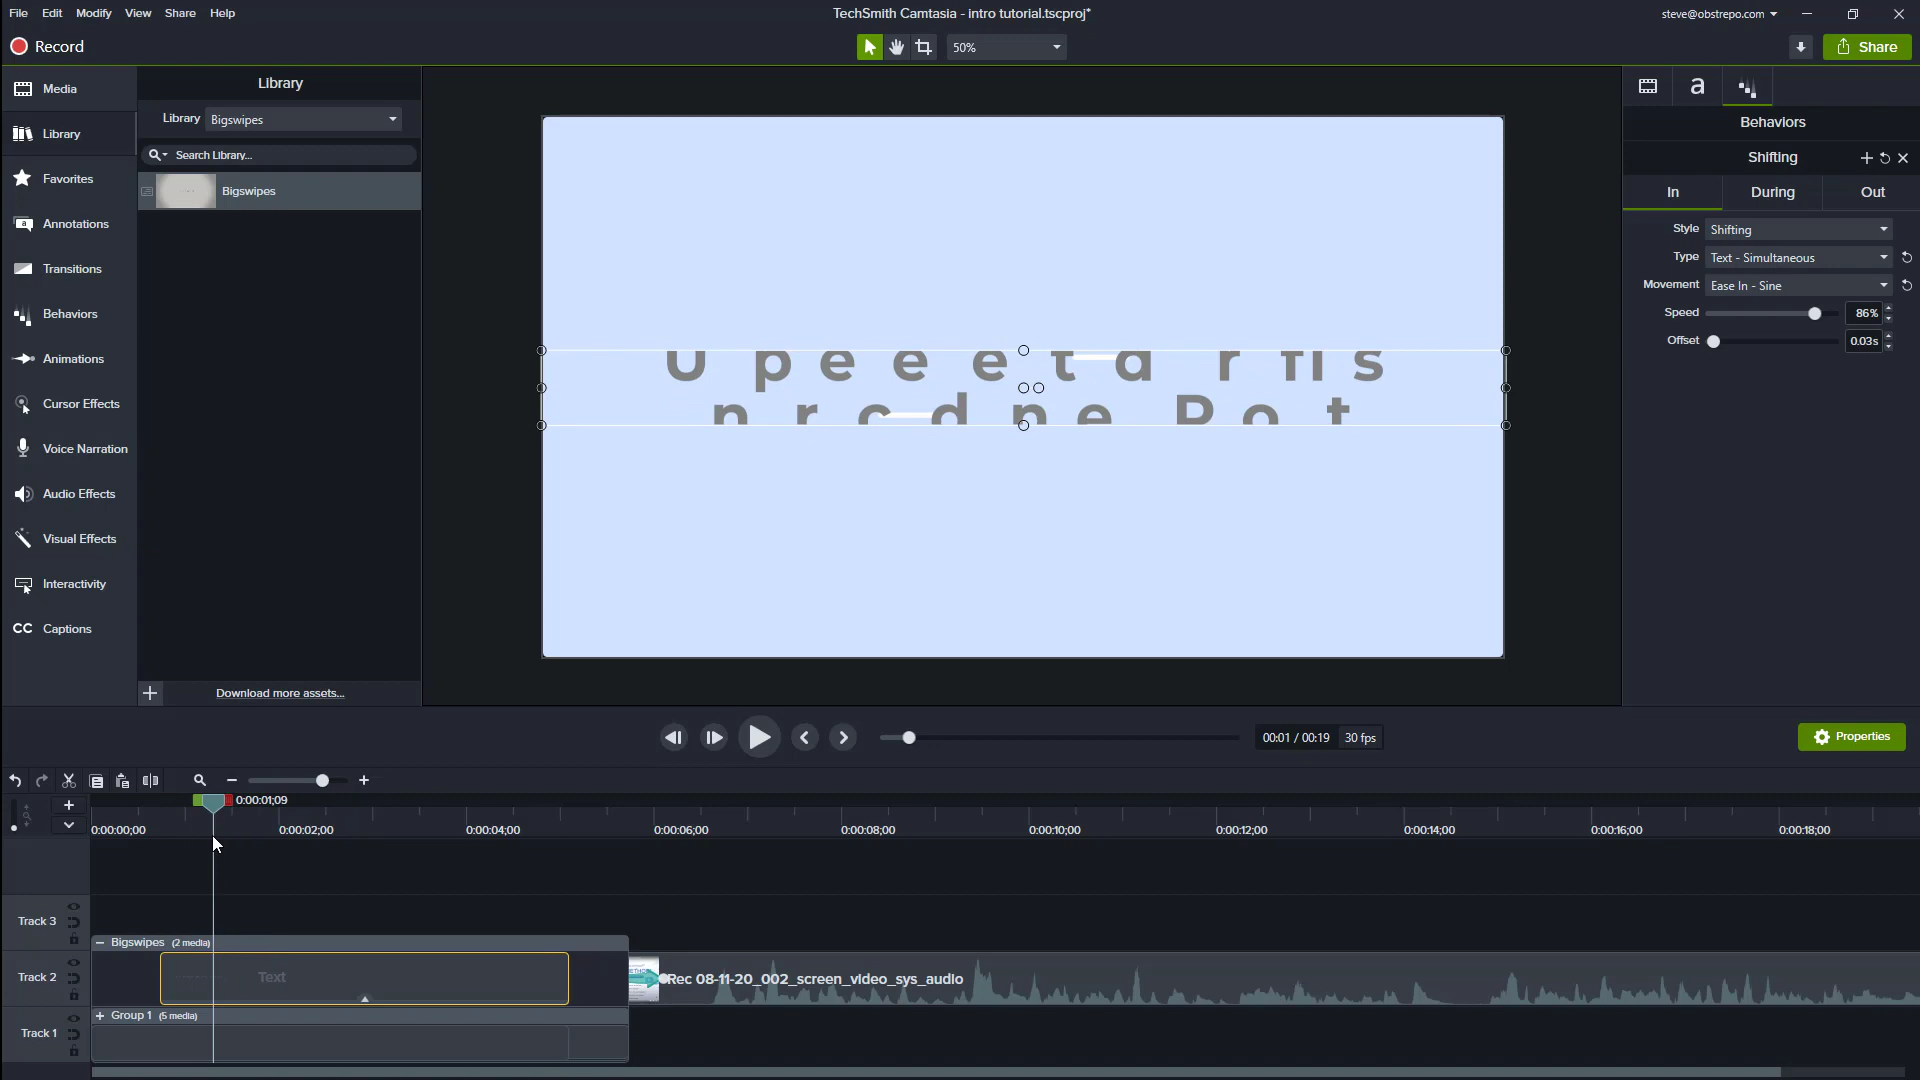 File Edit Modify View Share Help
TechSmith Camtasia - intro tutorial.tscproj*
steve@obstrepo.com
Record
50%
Share
Media
Library
Favorites
Annotations
Transitions
Behaviors
Animations
Cursor Effects
Voice Narration
Audio Effects
Visual Effects
Interactivity
CC Captions
Library
Library Bigswipes
Search Library...
Bigswipes
Download more assets...
U p e e e t a r fi s
n r c d n e P o t
a
Behaviors
Shifting
In During Out
Style Shifting
Type Text - Simultaneous
Movement Ease In - Sine
Speed 86%
Offset 0.03s
00:01 / 00:19 30 fps
Properties
0:00:01;09
0:00:00;00 0:00:02;00 0:00:04;00 0:00:06;00 0:00:08;00 0:00:10;00 0:00:12;00 0:00:14;00 0:00:16;00 0:00:18;00
Track 3
Bigswipes (2 media)
Track 2
Text
Rec 08-11-20_002_screen_video_sys_audio
Group 1 (5 media)
Track 1